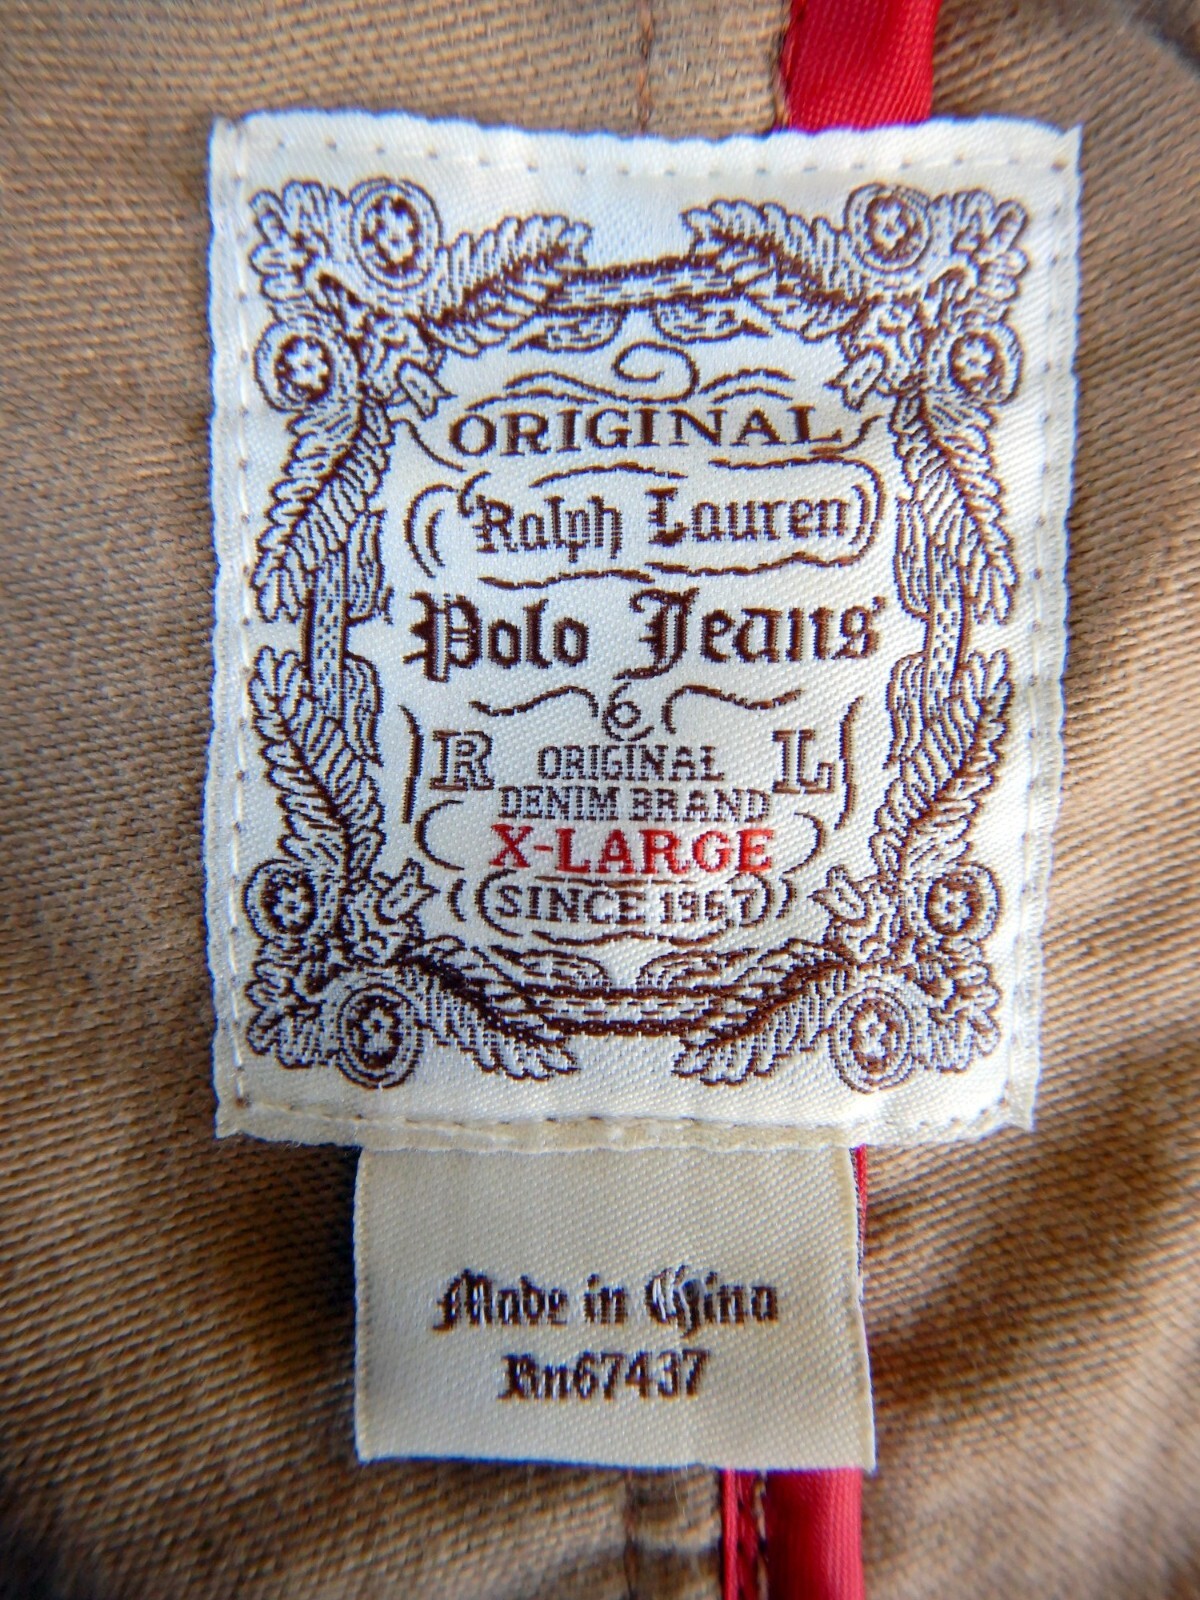 ORIGINAL
Ralph Lauren
Polo Jeans
R ORIGINAL L
DENIM BRAND
X-LARGE
SINCE 1967
Made in China
Rn67437